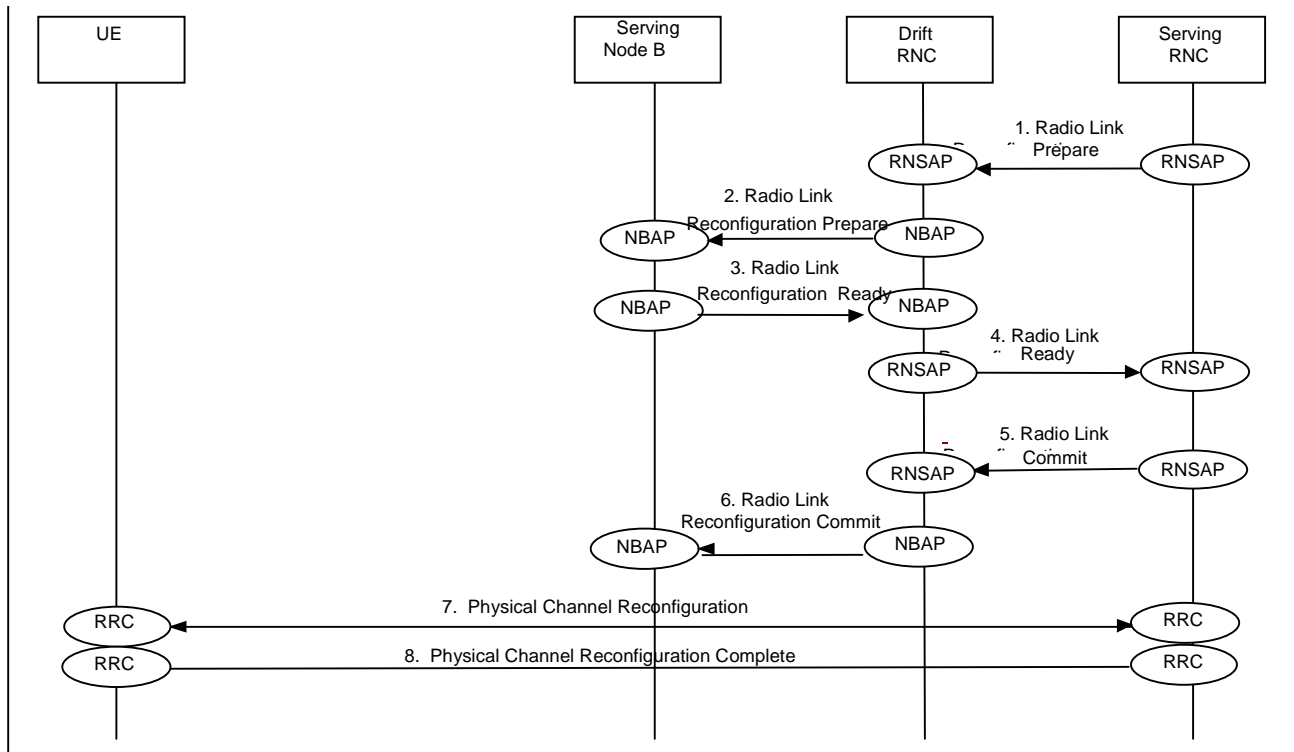 UE
Serving
Node B
Drift
RNC
Serving
RNC
1. Radio Link
Prepare
RNSAP
RNSAP
2. Radio Link
Reconfiguration Prepare
NBAP
NBAP
3. Radio Link
Reconfiguration Ready
NBAP
NBAP
4. Radio Link
Ready
RNSAP
RNSAP
5. Radio Link
Commit
RNSAP
RNSAP
6. Radio Link
Reconfiguration Commit
NBAP
NBAP
7. Physical Channel Reconfiguration
RRC
RRC
8. Physical Channel Reconfiguration Complete
RRC
RRC